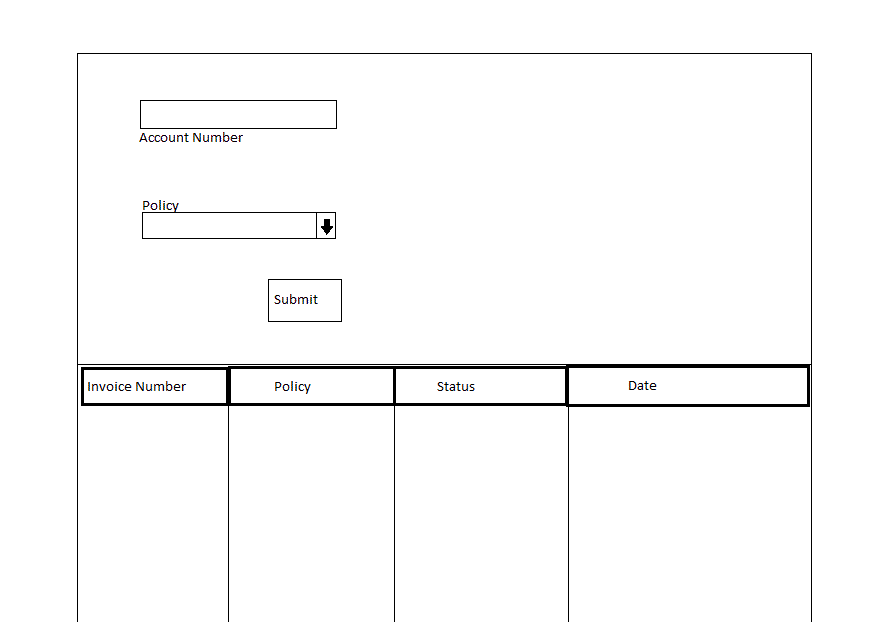 Account Number
Policy
Submit
Invoice Number Policy Status Date